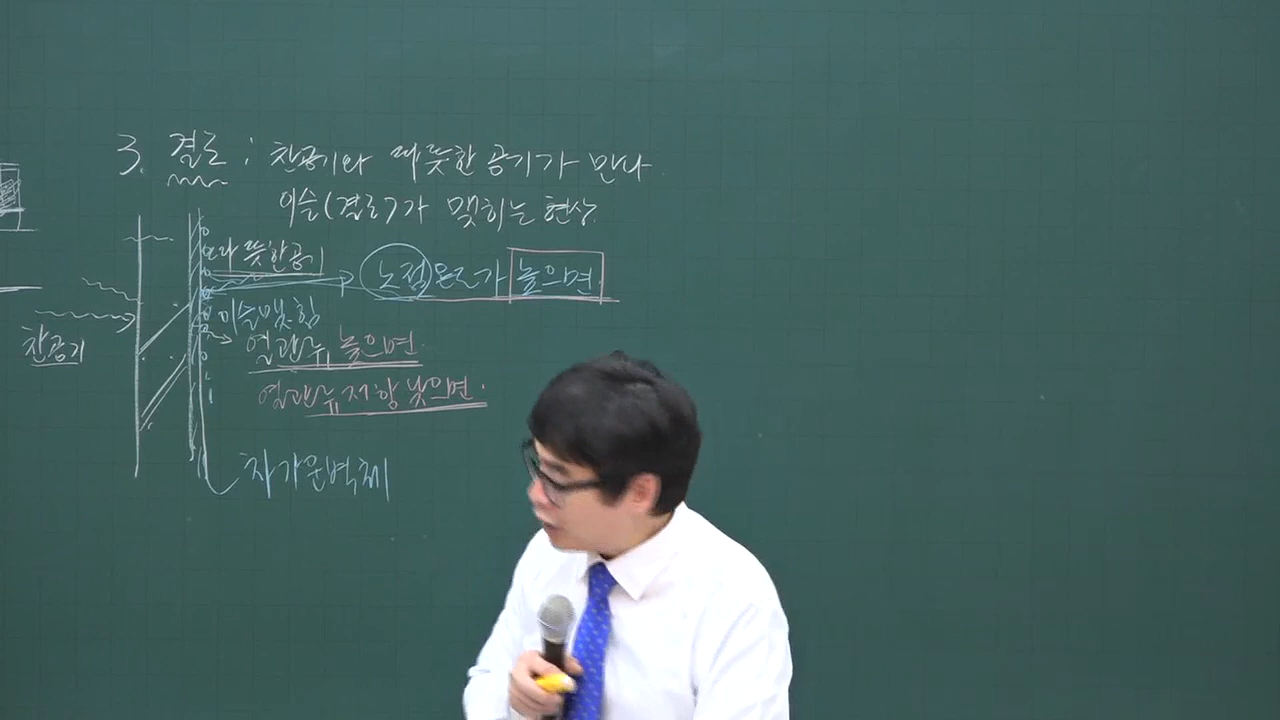 3. 결로 : 찬공기와 따뜻한 공기가 만나
이슬(결로)가 맺히는 현상.
따뜻한공기
노점온도가 높으면.
이슬맺힘
찬공기
열관류 높으면.
열관류저항 낮으면.
차가운벽체